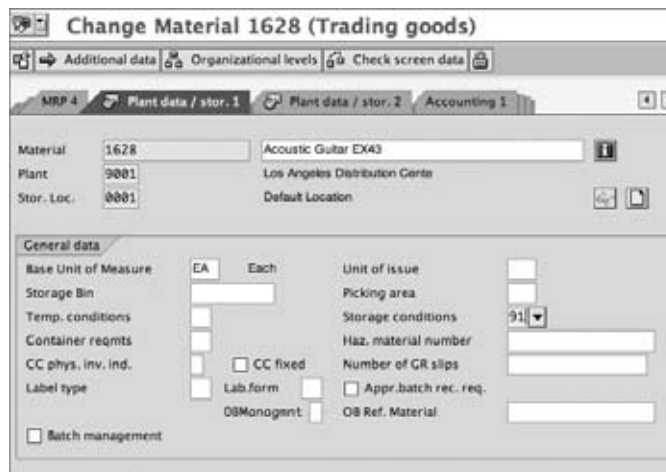 Change Material 1628 (Trading goods)
Additional data Organizational levels Check screen data
MRP 4 Plant data / stor. 1 Plant data / stor. 2 Accounting 1
Material 1628 Acoustic Guitar EX43
Plant 9001 Los Angeles Distribution Cente
Stor. Loc. 0001 Default Location
General data
Base Unit of Measure EA Each Unit of issue
Storage Bin Picking area
Temp. conditions Storage conditions 91
Container reqmts Haz. material number
CC phys. inv. ind. CC fixed Number of GR slips
Label type Lab.form Appr.batch rec. req.
OBManagmnt OB Ref. Material
Batch management